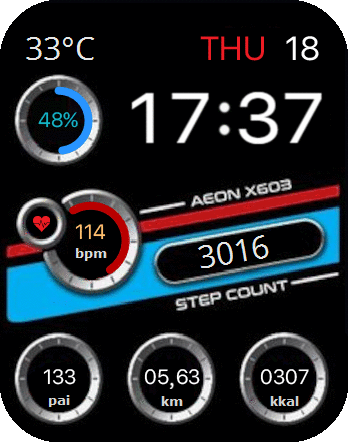 33°C THU 18
48% 17:37
AEON X603
114
bpm
3016
STEP COUNT
133 05,63 0307
pai km kkal